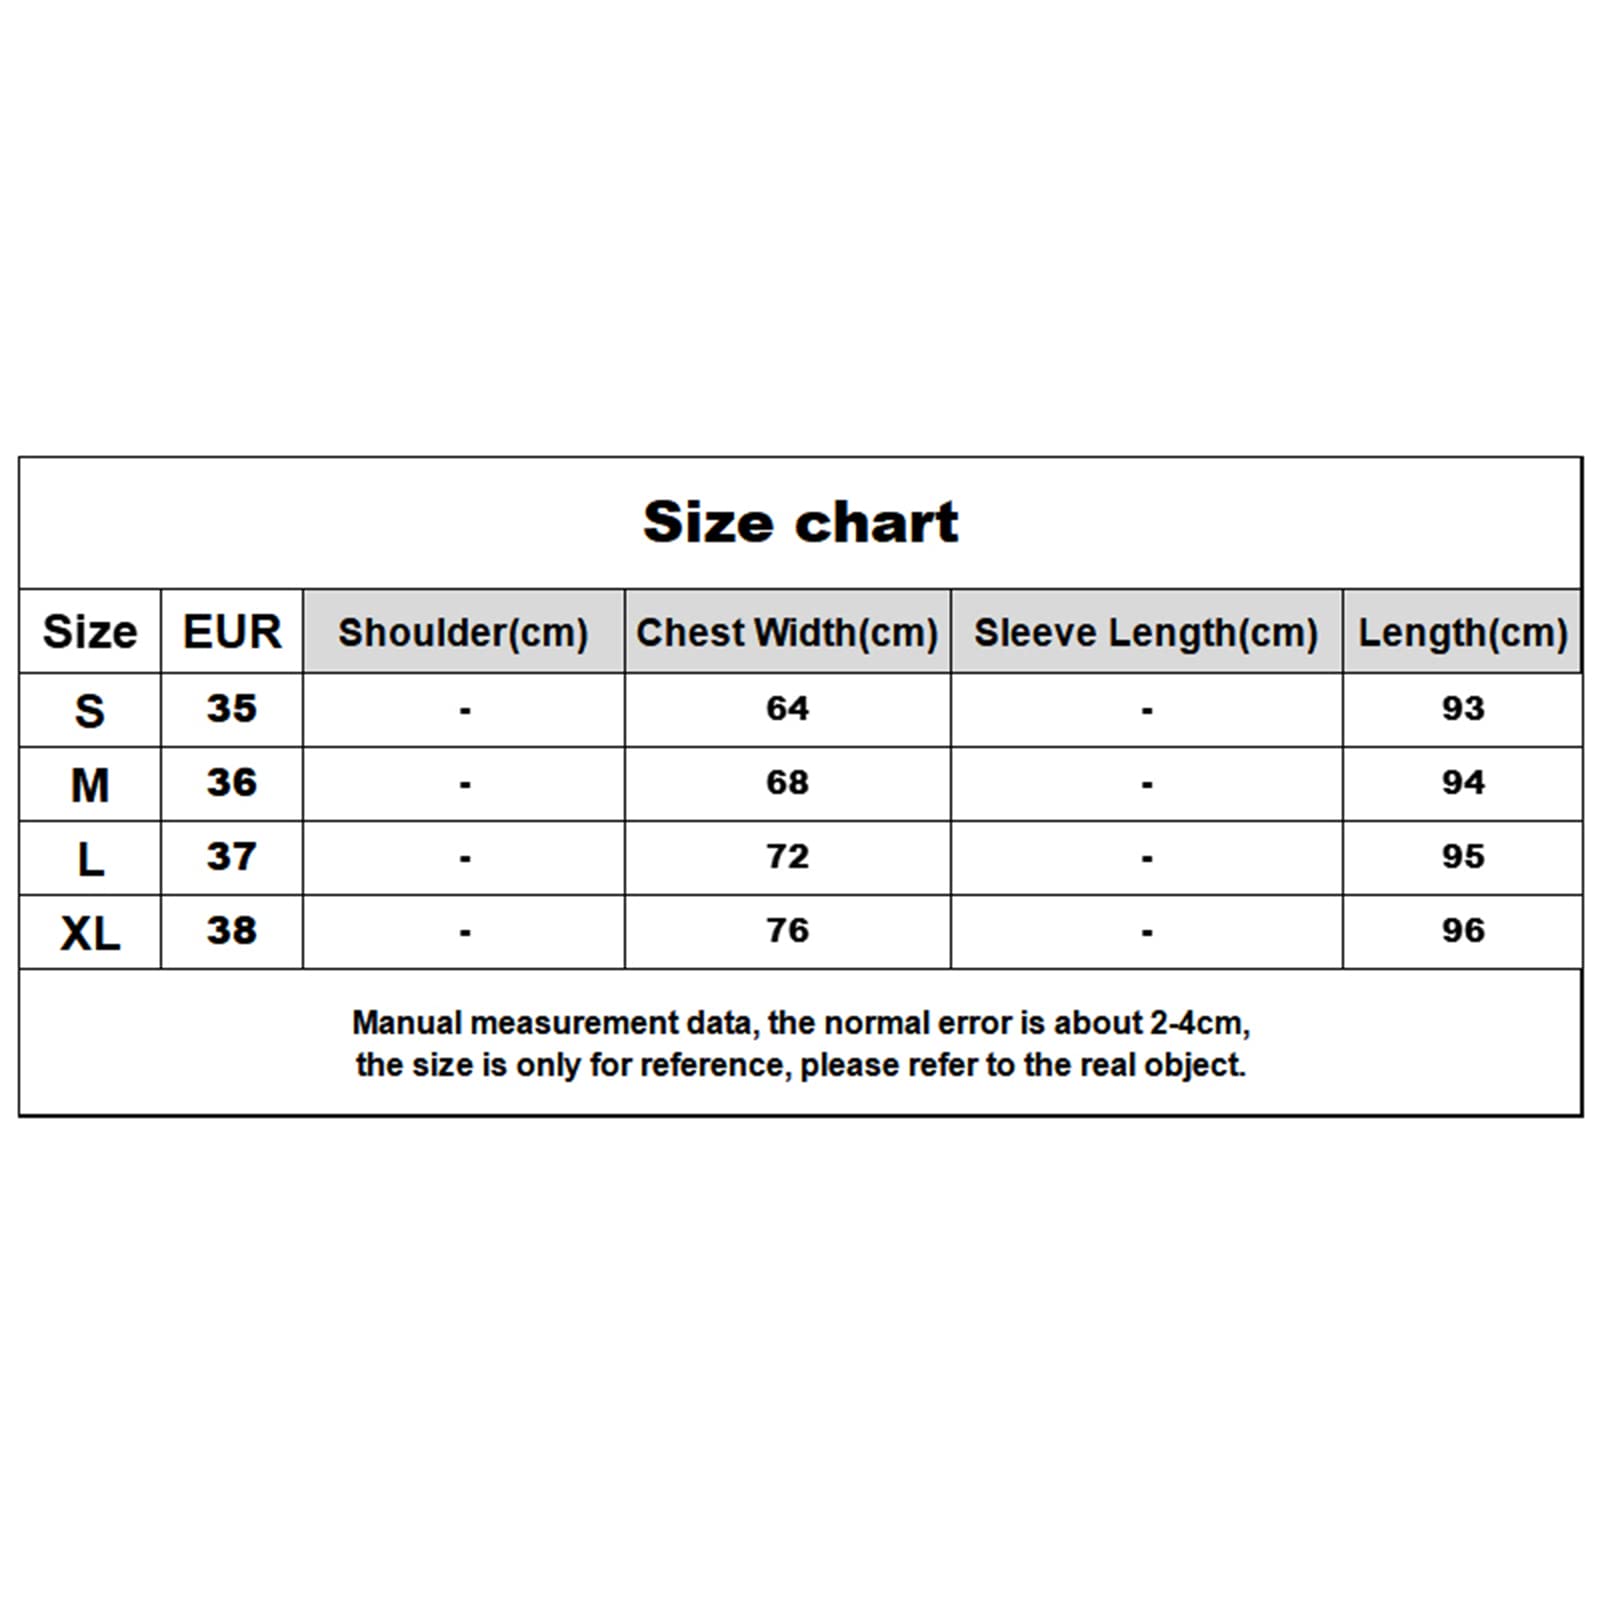 Size chart
Size EUR Shoulder(cm) Chest Width(cm) Sleeve Length(cm) Length(cm)
S 35 - 64 - 93
M 36 - 68 - 94
L 37 - 72 - 95
XL 38 - 76 - 96
Manual measurement data, the normal error is about 2-4cm,
the size is only for reference, please refer to the real object.